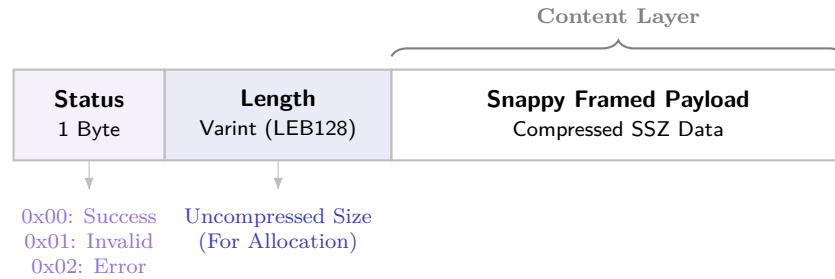 Content Layer
Status
1 Byte
Length
Varint (LEB128)
Snappy Framed Payload
Compressed SSZ Data
0x00: Success
0x01: Invalid
0x02: Error
Uncompressed Size
(For Allocation)